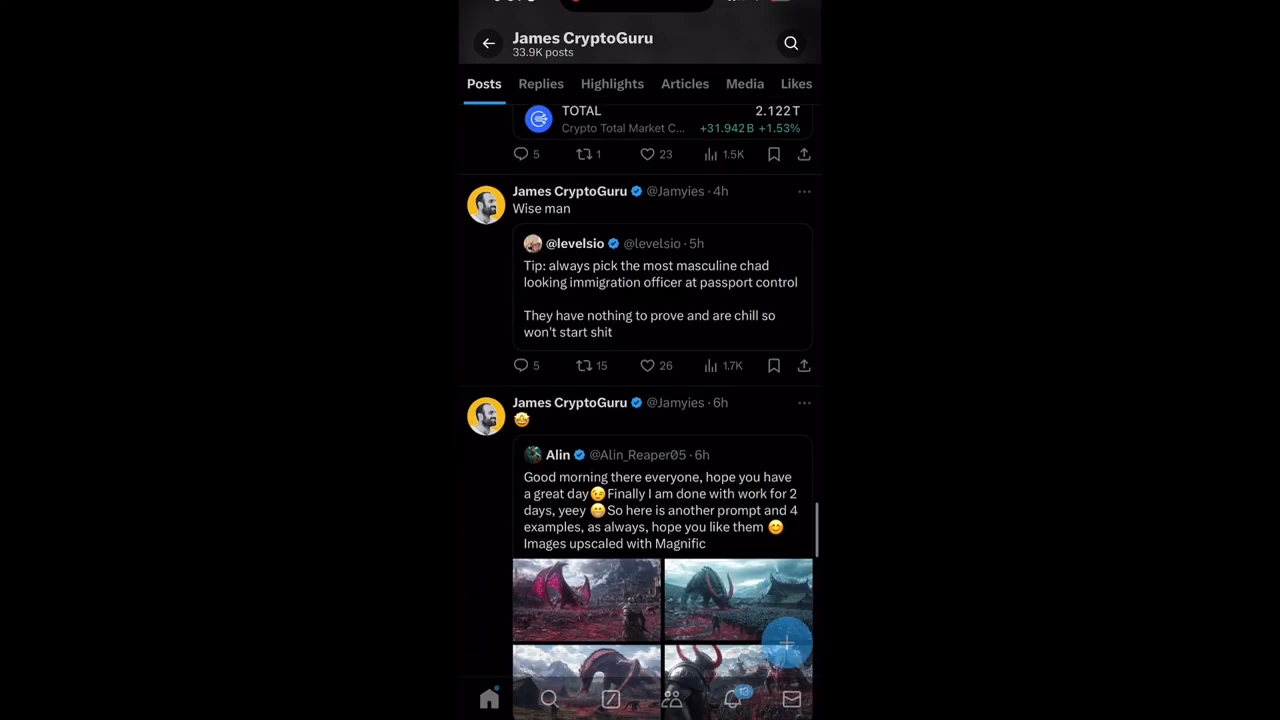 James CryptoGuru
33.9K posts
Posts Replies Highlights Articles Media Likes
TOTAL 2.122T
Crypto Total Market C... +31.942B +1.53%
5 1 23 1.5K
James CryptoGuru @Jamyies · 4h
Wise man
@levelsio @levelsio · 5h
Tip: always pick the most masculine chad
looking immigration officer at passport control
They have nothing to prove and are chill so
won't start shit
5 15 26 1.7K
James CryptoGuru @Jamyies · 6h
🤩
Alin @Alin_Reaper05 · 6h
Good morning there everyone, hope you have
a great day😉Finally I am done with work for 2
days, yeey 😁So here is another prompt and 4
examples, as always, hope you like them 😊
Images upscaled with Magnific
13